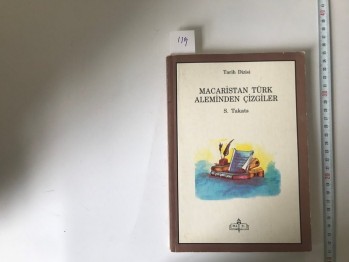 179
Tarih Dizisi
MACARİSTAN TÜRK
ALEMİNDEN ÇİZGİLER
S. Takats